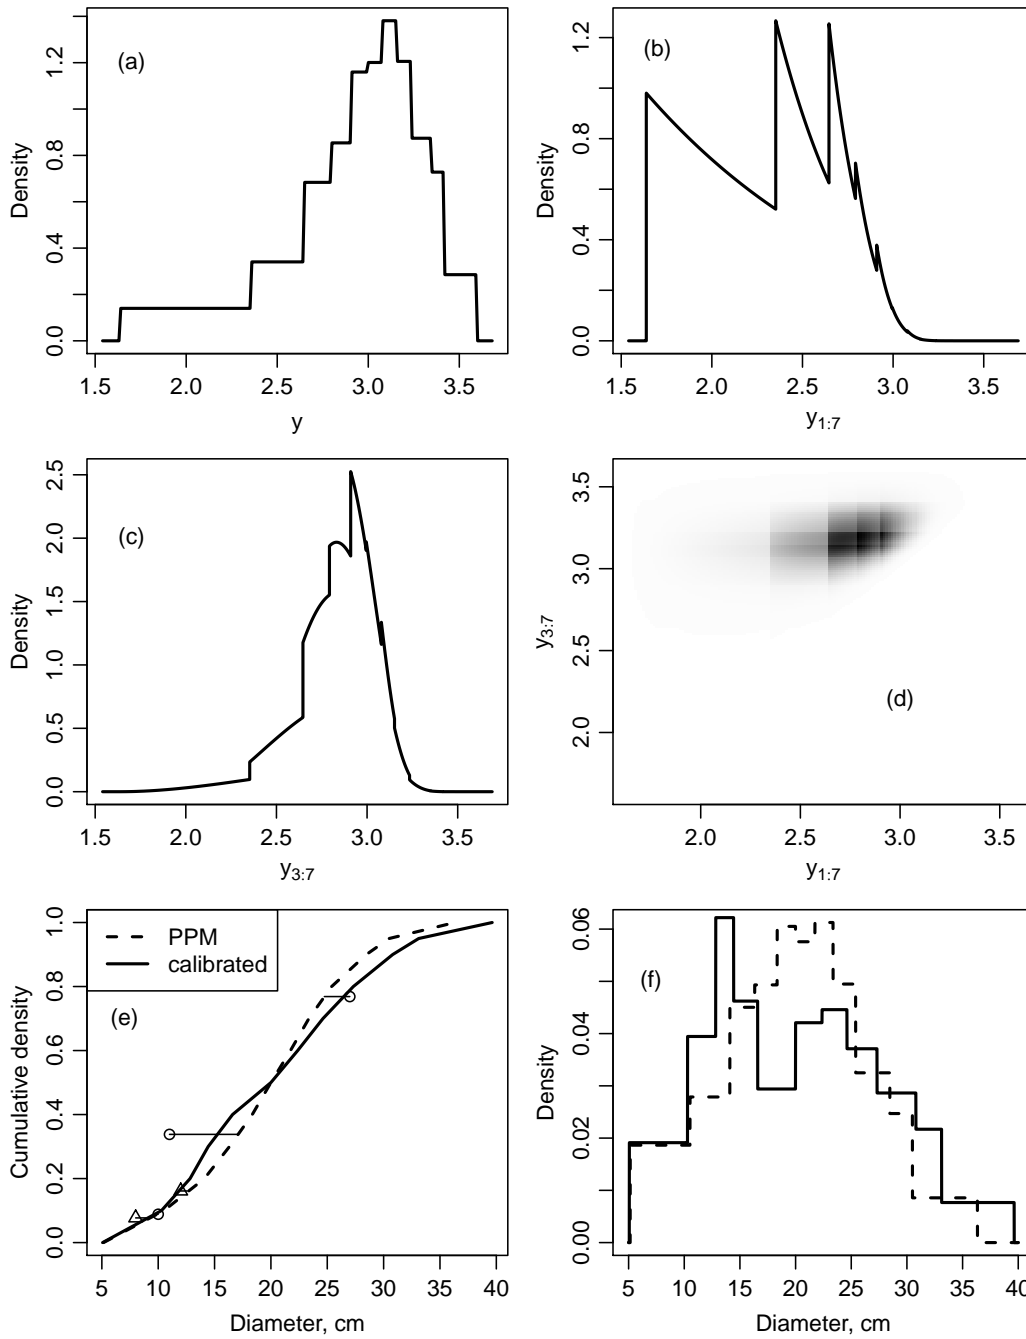 (a)
Density
0.0 0.4 0.8 1.2
1.5 2.0 2.5 3.0 3.5
y
(b)
Density
0.0 0.4 0.8 1.2
1.5 2.0 2.5 3.0 3.5
y1:7
(c)
Density
0.0 0.5 1.0 1.5 2.0 2.5
1.5 2.0 2.5 3.0 3.5
y3:7
(d)
y3:7
2.0 2.5 3.0 3.5
2.0 2.5 3.0 3.5
y1:7
PPM
calibrated
(e)
Cumulative density
0.0 0.2 0.4 0.6 0.8 1.0
5 10 15 20 25 30 35 40
Diameter, cm
(f)
Density
0.00 0.02 0.04 0.06
5 10 15 20 25 30 35 40
Diameter, cm